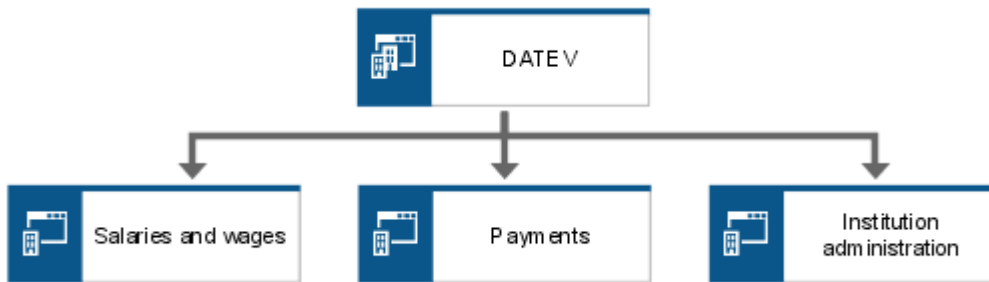 DATEV
Salaries and wages
Payments
Institution
administration